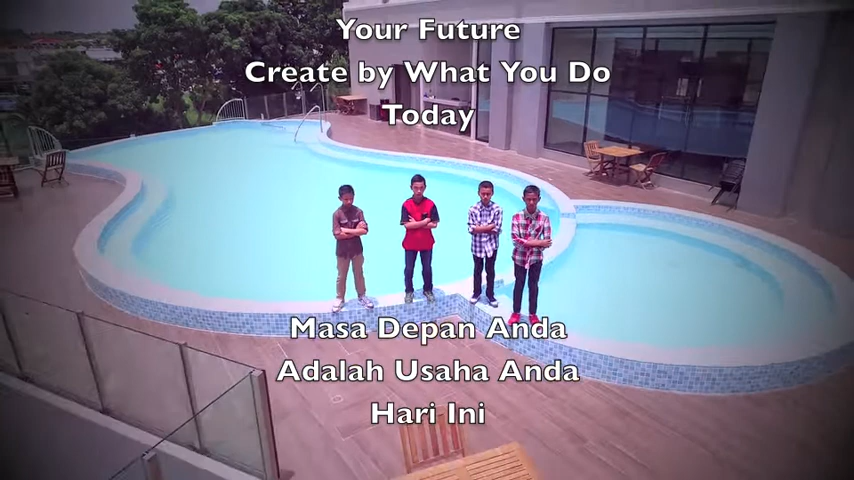 Your Future
Create by What You Do
Today
Masa Depan Anda
Adalah Usaha Anda
Hari Ini